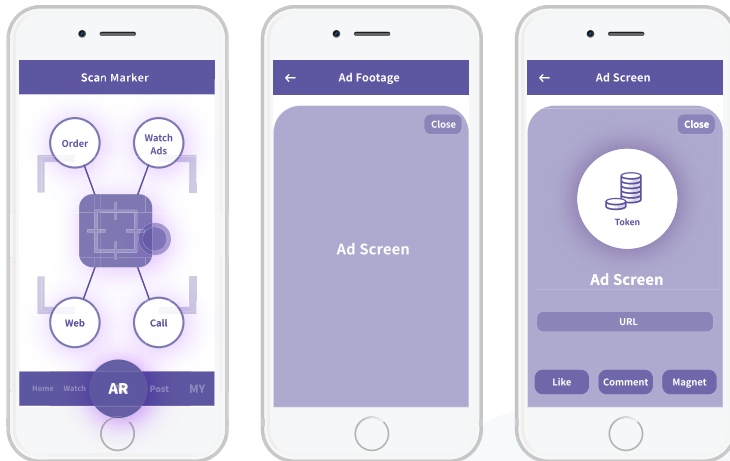 Scan Marker
Order
Watch
Ads
Web
Call
Home
Watch
AR
Post
MY
Ad Footage
Close
Ad Screen
Ad Screen
Close
Token
Ad Screen
URL
Like
Comment
Magnet